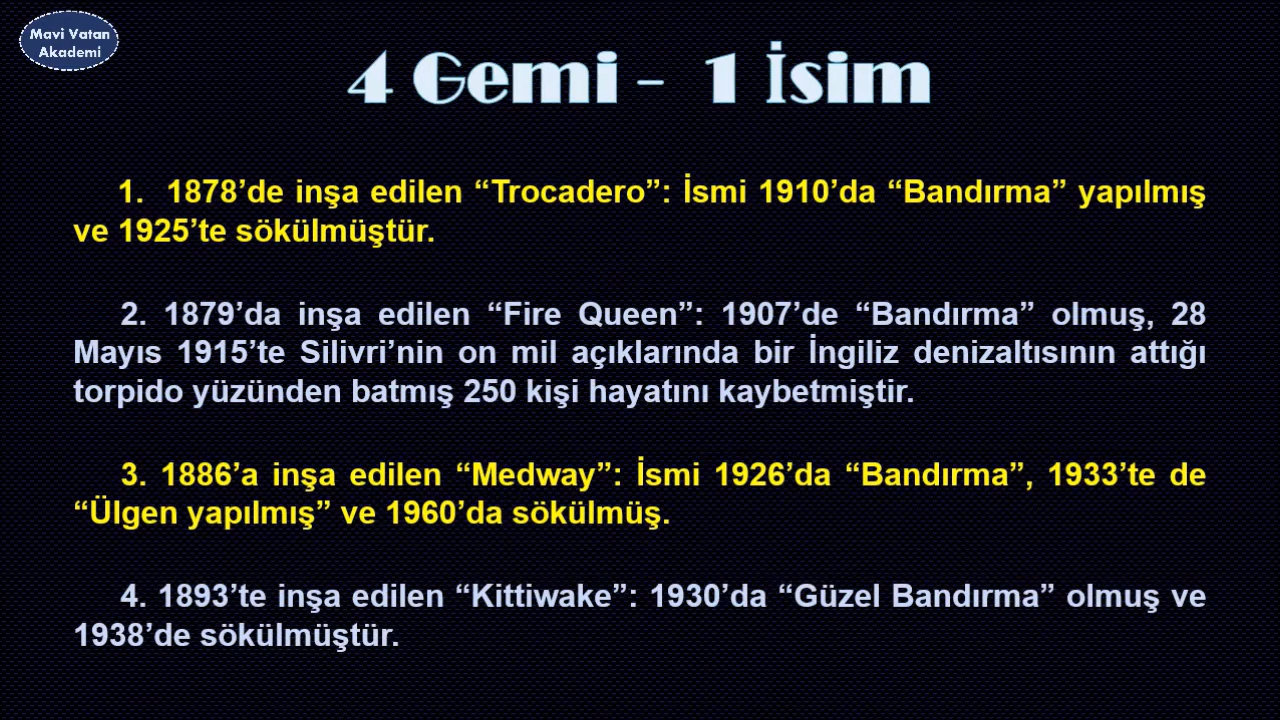 Mavi Vatan
Akademi
4 Gemi - 1 İsim
1. 1878’de inşa edilen “Trocadero”: İsmi 1910’da “Bandırma” yapılmış
ve 1925’te sökülmüştür.
2. 1879’da inşa edilen “Fire Queen”: 1907’de “Bandırma” olmuş, 28
Mayıs 1915’te Silivri’nin on mil açıklarında bir İngiliz denizaltısının attığı
torpido yüzünden batmış 250 kişi hayatını kaybetmiştir.
3. 1886’a inşa edilen “Medway”: İsmi 1926’da “Bandırma”, 1933’te de
“Ülgen yapılmış” ve 1960’da sökülmüş.
4. 1893’te inşa edilen “Kittiwake”: 1930’da “Güzel Bandırma” olmuş ve
1938’de sökülmüştür.